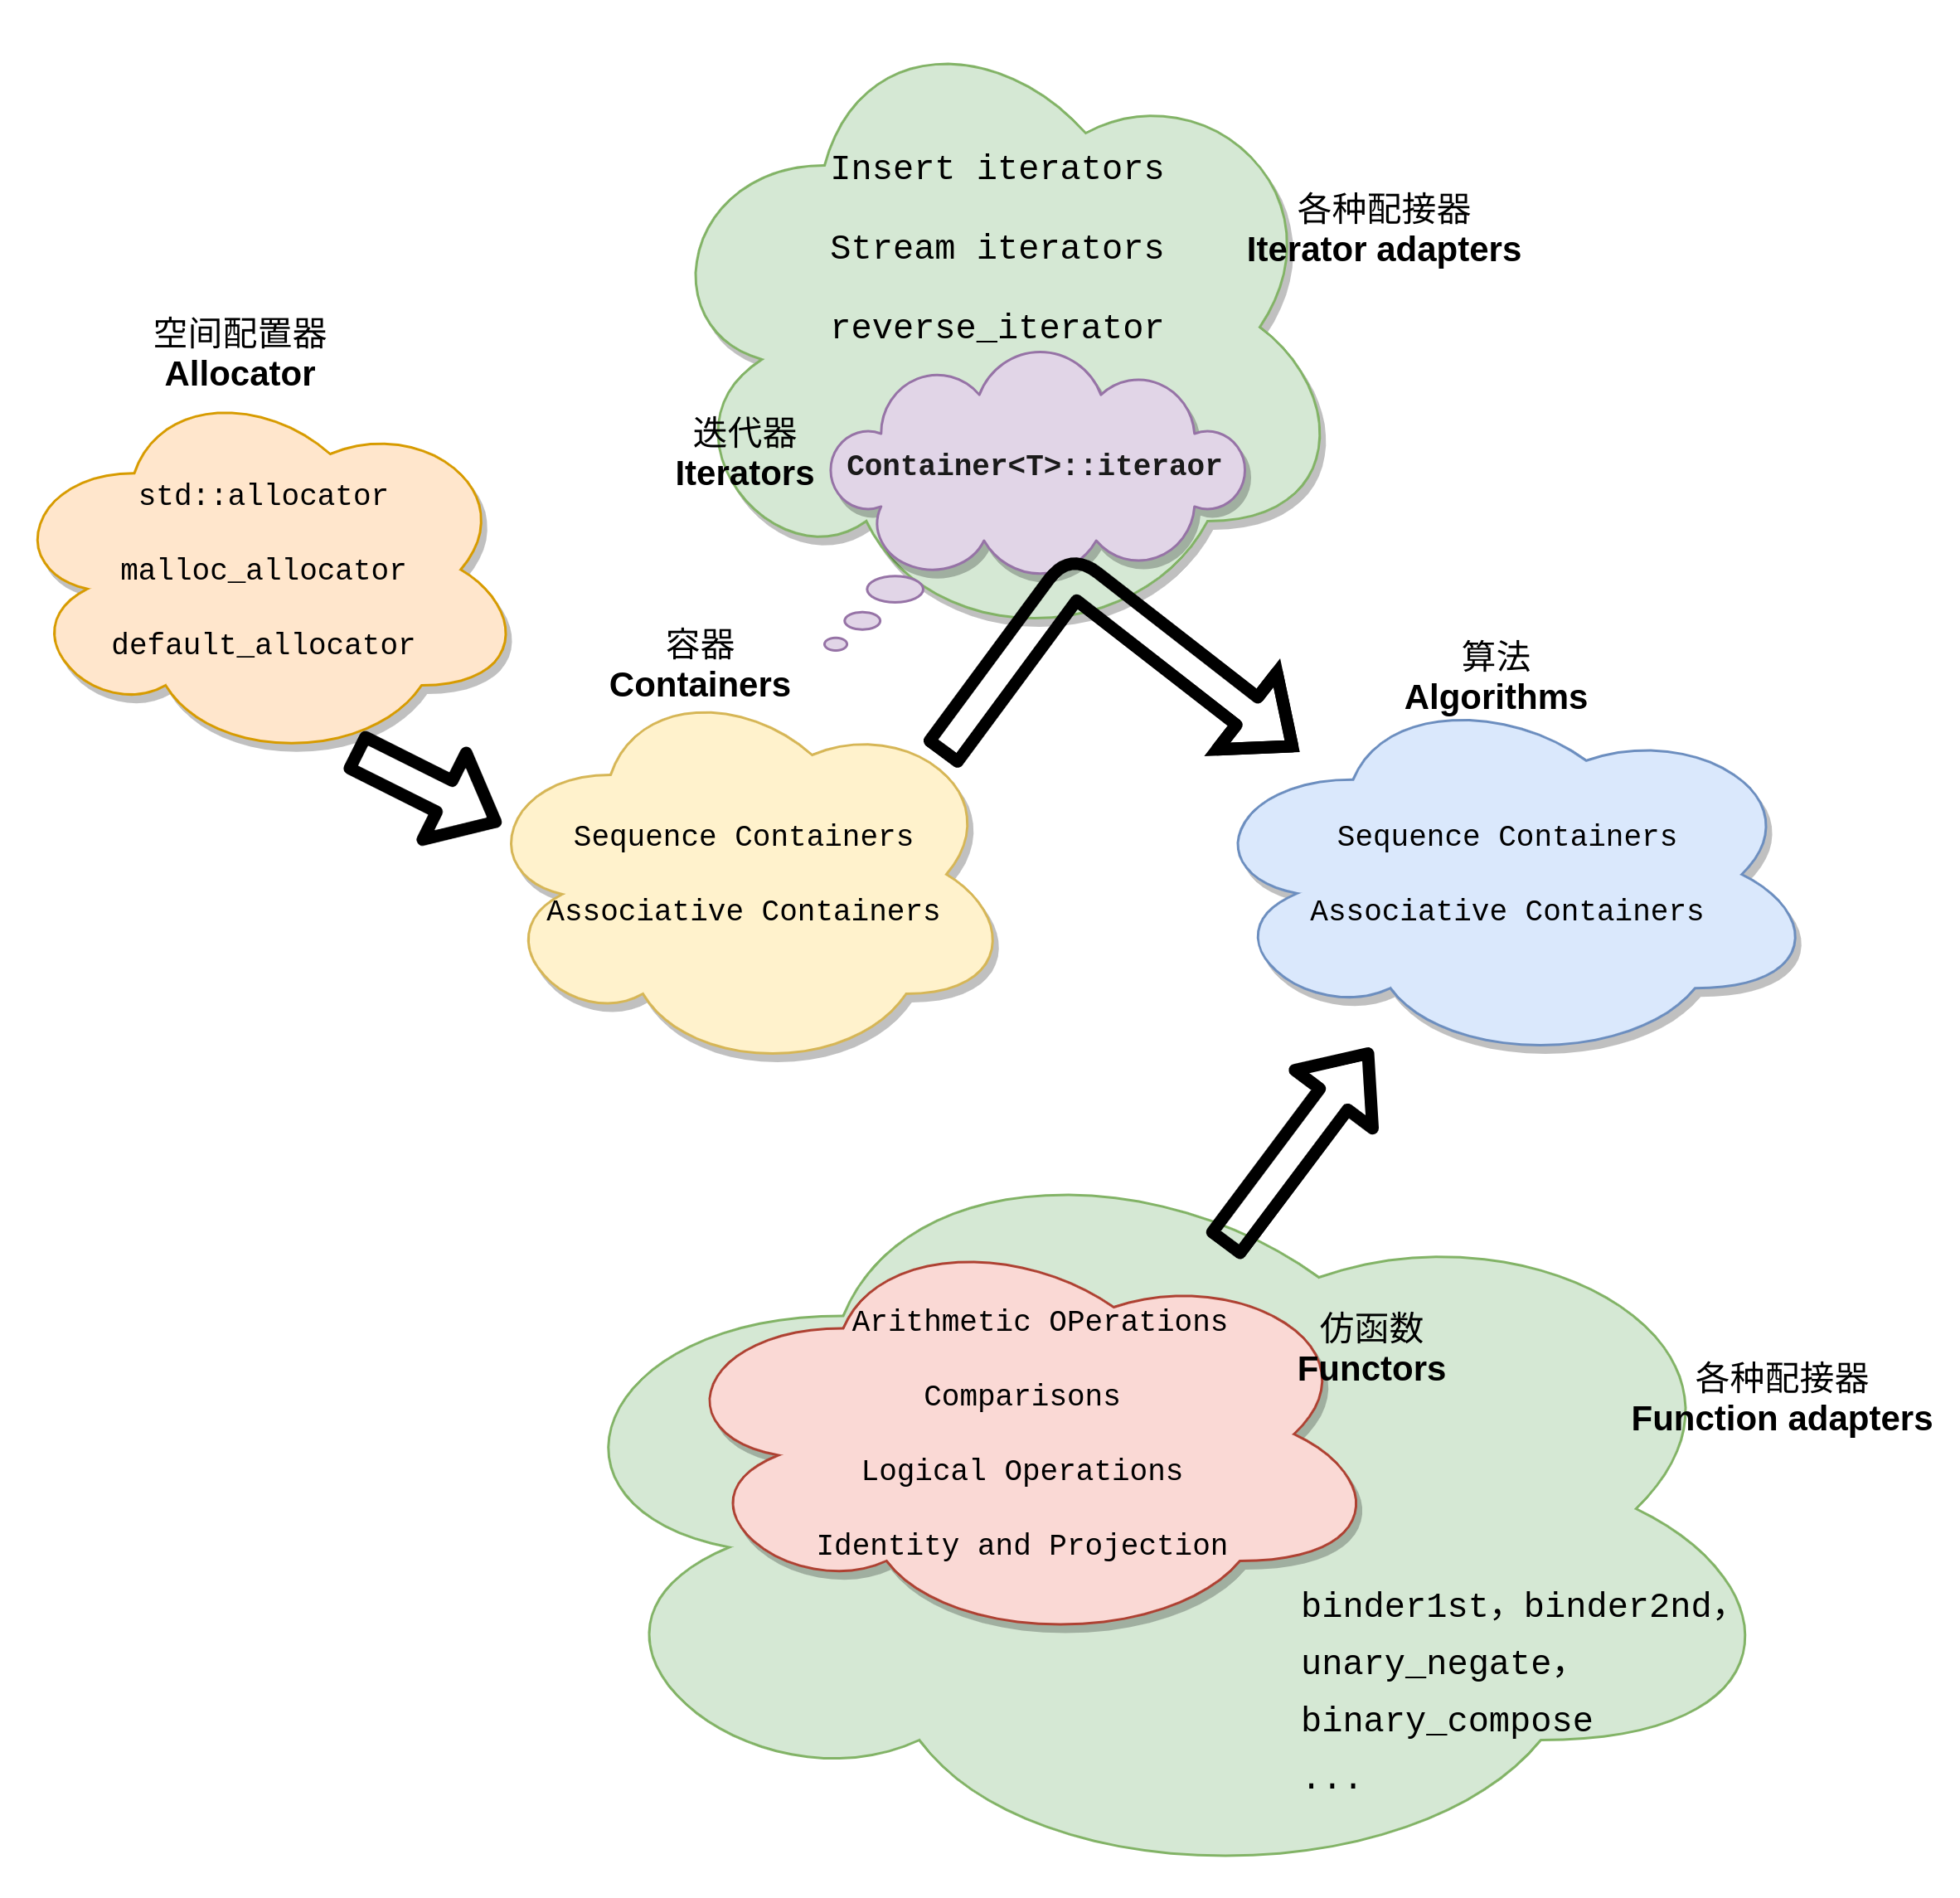 Insert iterators
Stream iterators
reverse_iterator
各种配接器
Iterator adapters
空间配置器
Allocator
std::allocator
malloc_allocator
default_allocator
迭代器
Iterators
Container<T>::iteraor
容器
Containers
Sequence Containers
Associative Containers
算法
Algorithms
Sequence Containers
Associative Containers
Arithmetic OPerations
Comparisons
Logical Operations
Identity and Projection
仿函数
Functors
各种配接器
Function adapters
binder1st，binder2nd，
unary_negate，
binary_compose
...